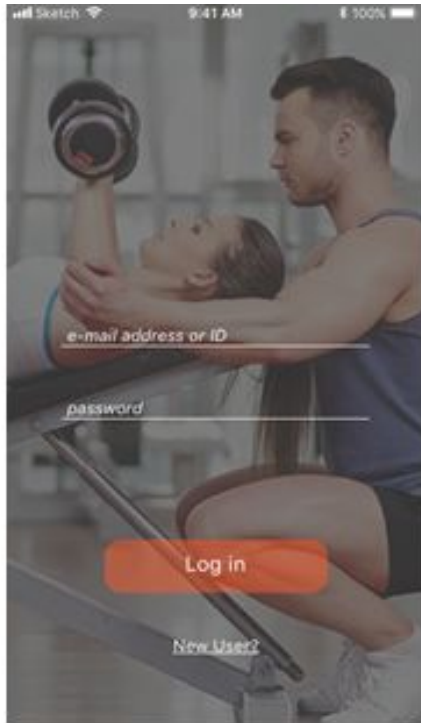 Sketch 9:41 AM 100%
e-mail address or ID
password
Log in
New User?